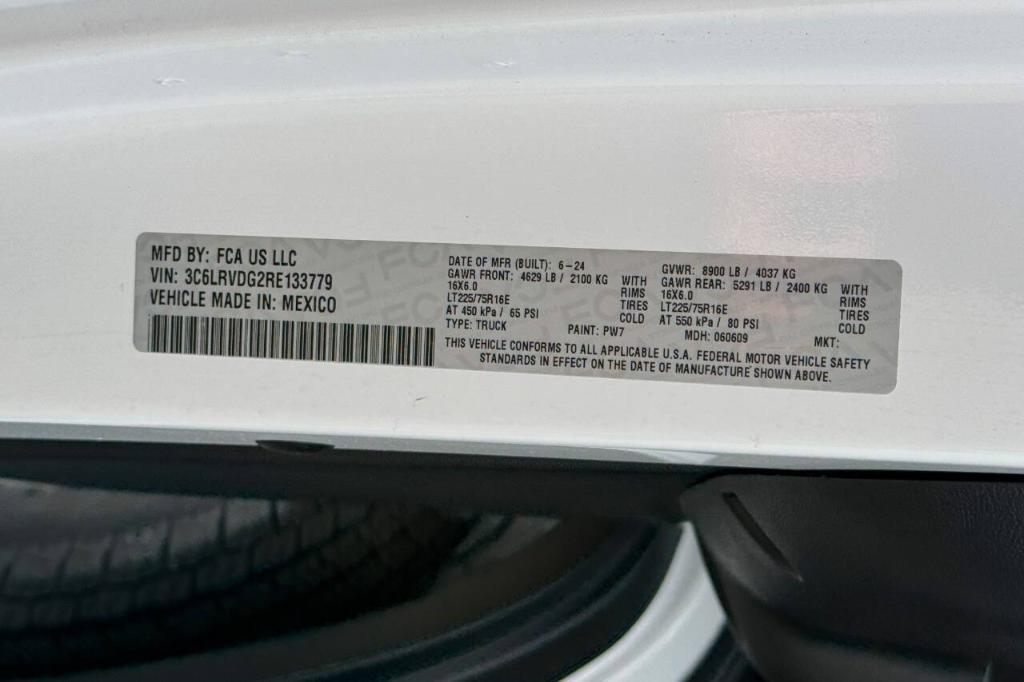 MFD BY: FCA US LLC
VIN: 3C6LRVDG2RE133779
VEHICLE MADE IN: MEXICO
DATE OF MFR (BUILT): 6-24
GAWR FRONT: 4629 LB / 2100 KG WITH
16X6.0 RIMS
LT225/75R16E TIRES
AT 450 kPa / 65 PSI COLD
TYPE: TRUCK PAINT: PW7
GVWR: 8900 LB / 4037 KG
GAWR REAR: 5291 LB / 2400 KG WITH
16X6.0 RIMS
LT225/75R16E TIRES
AT 550 kPa / 80 PSI COLD
MDH: 060609 MKT:
THIS VEHICLE CONFORMS TO ALL APPLICABLE U.S.A. FEDERAL MOTOR VEHICLE SAFETY
STANDARDS IN EFFECT ON THE DATE OF MANUFACTURE SHOWN ABOVE.